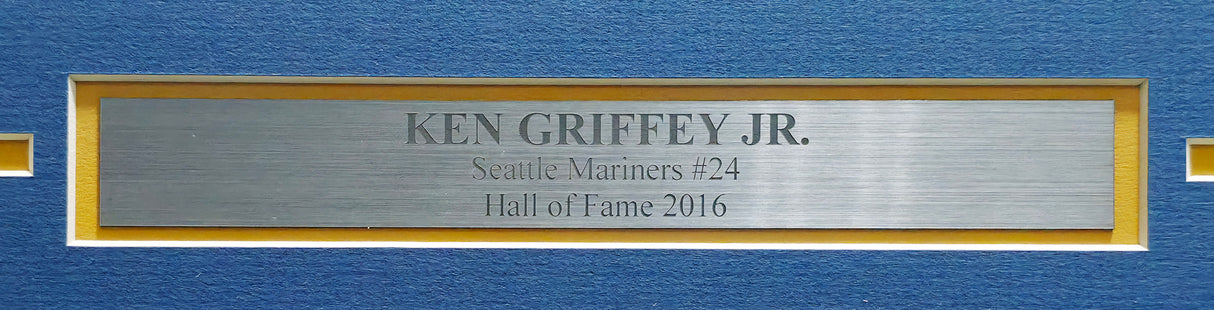 KEN GRIFFEY JR.
Seattle Mariners #24
Hall of Fame 2016